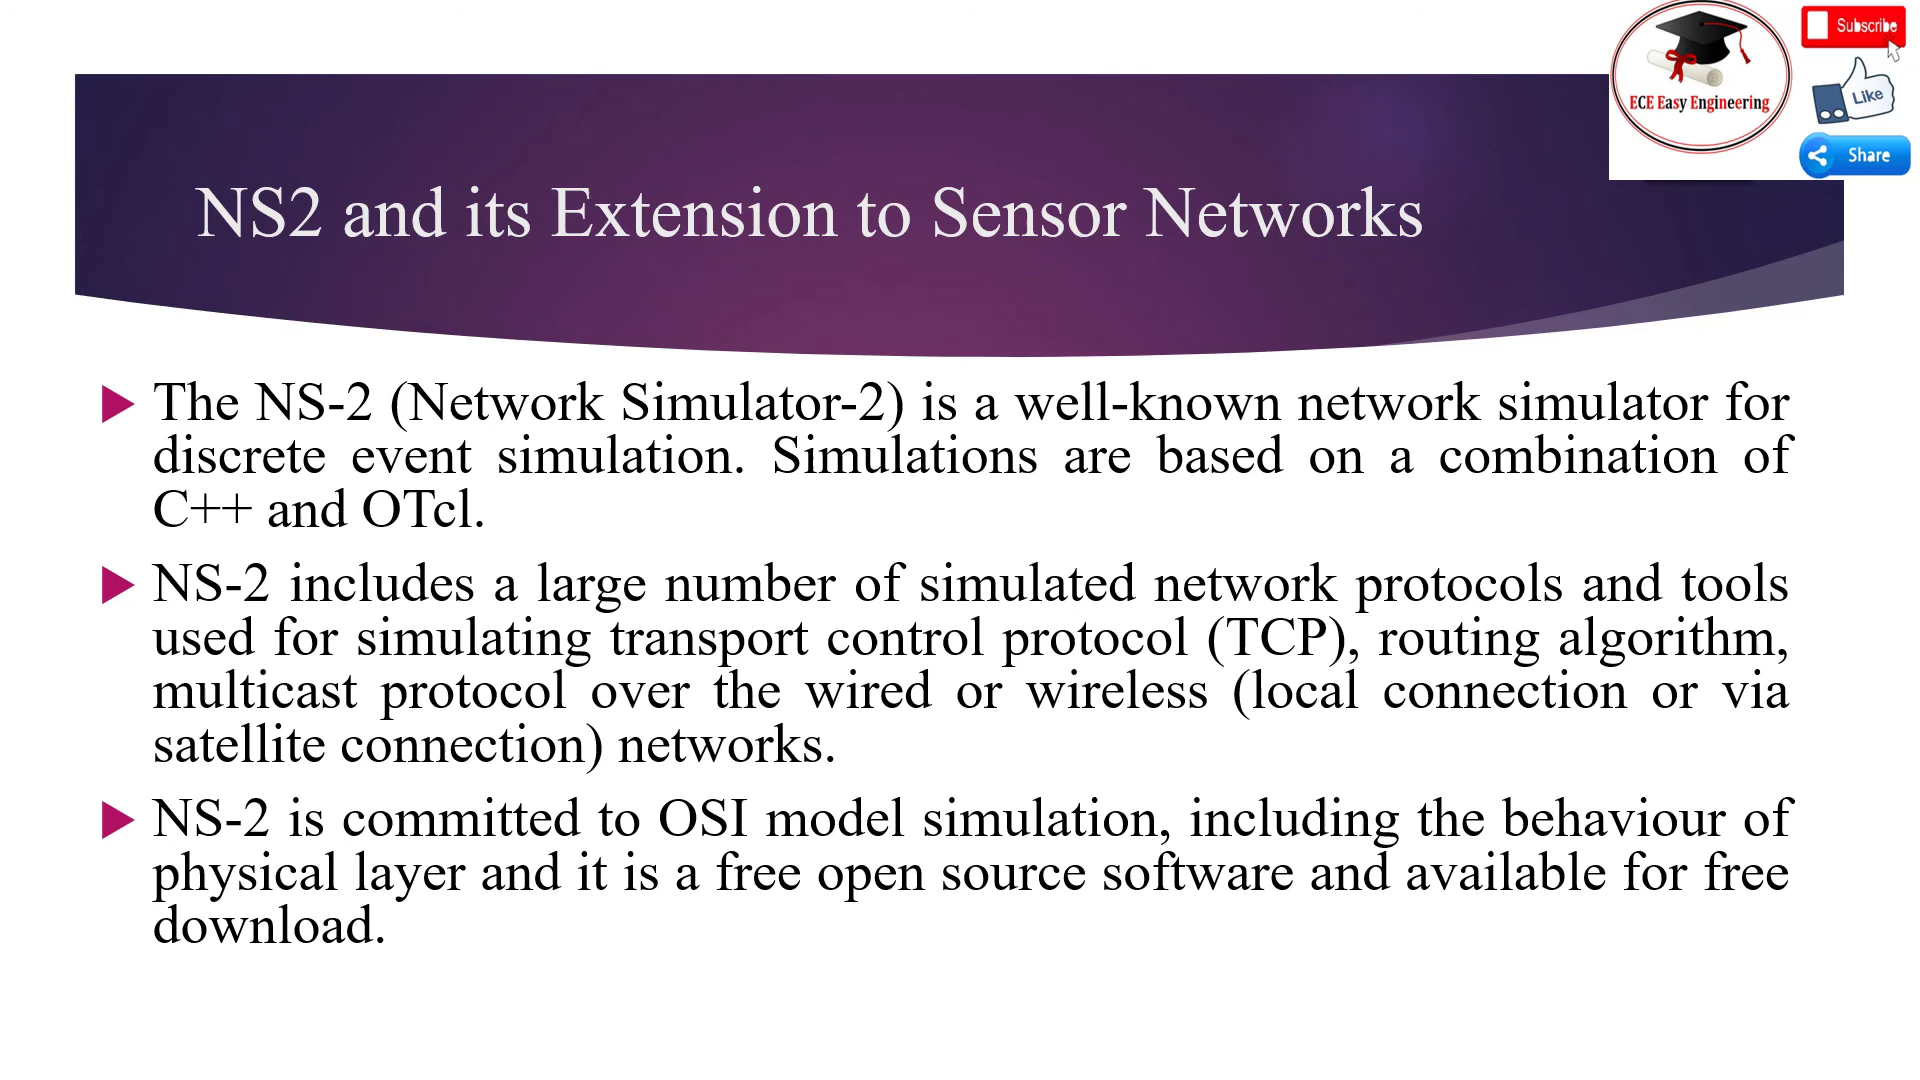 Subscribe
ECE Easy Engineering
Like
Share
NS2 and its Extension to Sensor Networks
The NS-2 (Network Simulator-2) is a well-known network simulator for
discrete event simulation. Simulations are based on a combination of
C++ and OTcl.
NS-2 includes a large number of simulated network protocols and tools
used for simulating transport control protocol (TCP), routing algorithm,
multicast protocol over the wired or wireless (local connection or via
satellite connection) networks.
NS-2 is committed to OSI model simulation, including the behaviour of
physical layer and it is a free open source software and available for free
download.